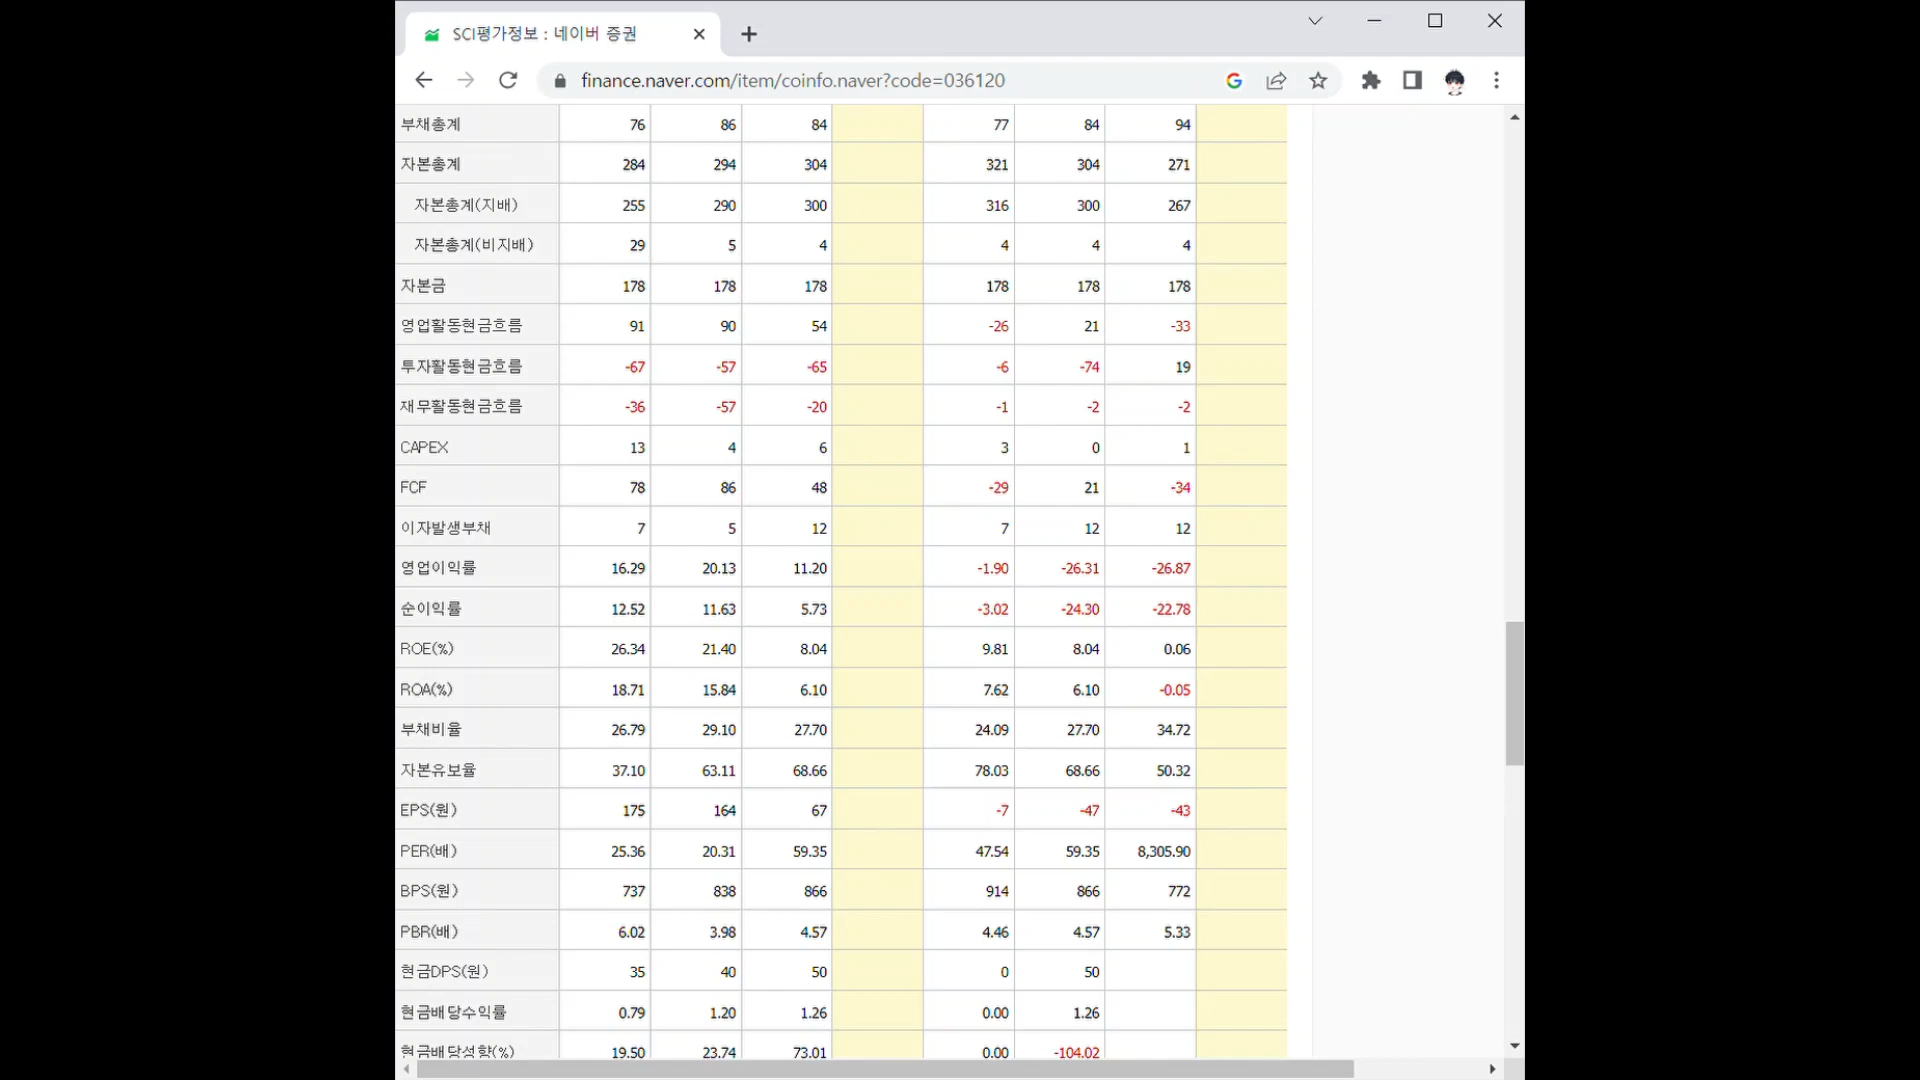 SCI평가정보 : 네이버 증권
finance.naver.com/item/coinfo.naver?code=036120
부채총계 76 86 84 77 84 94
자본총계 284 294 304 321 304 271
자본총계(지배) 255 290 300 316 300 267
자본총계(비지배) 29 5 4 4 4 4
자본금 178 178 178 178 178 178
영업활동현금흐름 91 90 54 -26 21 -33
투자활동현금흐름 -67 -57 -65 -6 -74 19
재무활동현금흐름 -36 -57 -20 -1 -2 -2
CAPEX 13 4 6 3 0 1
FCF 78 86 48 -29 21 -34
이자발생부채 7 5 12 7 12 12
영업이익률 16.29 20.13 11.20 -1.90 -26.31 -26.87
순이익률 12.52 11.63 5.73 -3.02 -24.30 -22.78
ROE(%) 26.34 21.40 8.04 9.81 8.04 0.06
ROA(%) 18.71 15.84 6.10 7.62 6.10 -0.05
부채비율 26.79 29.10 27.70 24.09 27.70 34.72
자본유보율 37.10 63.11 68.66 78.03 68.66 50.32
EPS(원) 175 164 67 -7 -47 -43
PER(배) 25.36 20.31 59.35 47.54 59.35 8,305.90
BPS(원) 737 838 866 914 866 772
PBR(배) 6.02 3.98 4.57 4.46 4.57 5.33
현금DPS(원) 35 40 50 0 50
현금배당수익률 0.79 1.20 1.26 0.00 1.26
현금배당성향(%) 19.50 23.74 73.01 0.00 -104.02